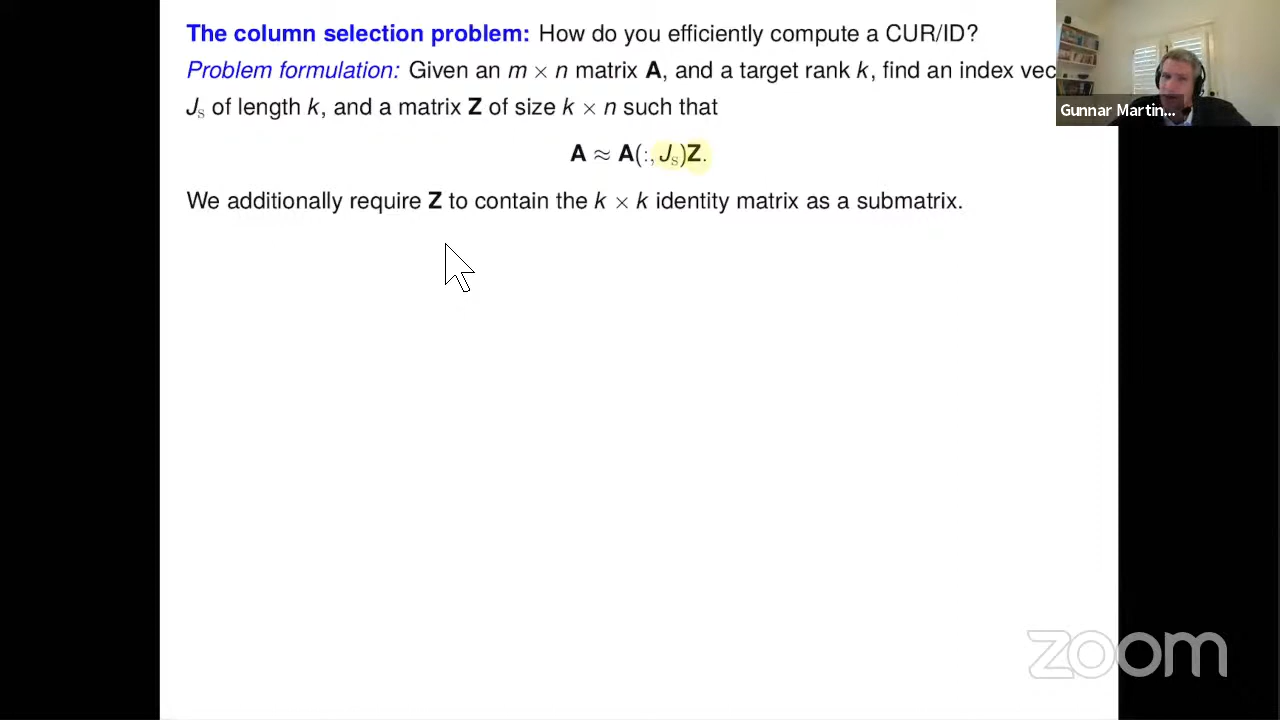 The column selection problem: How do you efficiently compute a CUR/ID?
Problem formulation: Given an m × n matrix A, and a target rank k, find an index vec
Jₛ of length k, and a matrix Z of size k × n such that
A ≈ A(:, Jₛ)Z.
We additionally require Z to contain the k × k identity matrix as a submatrix.
Gunnar Martin...
zoom